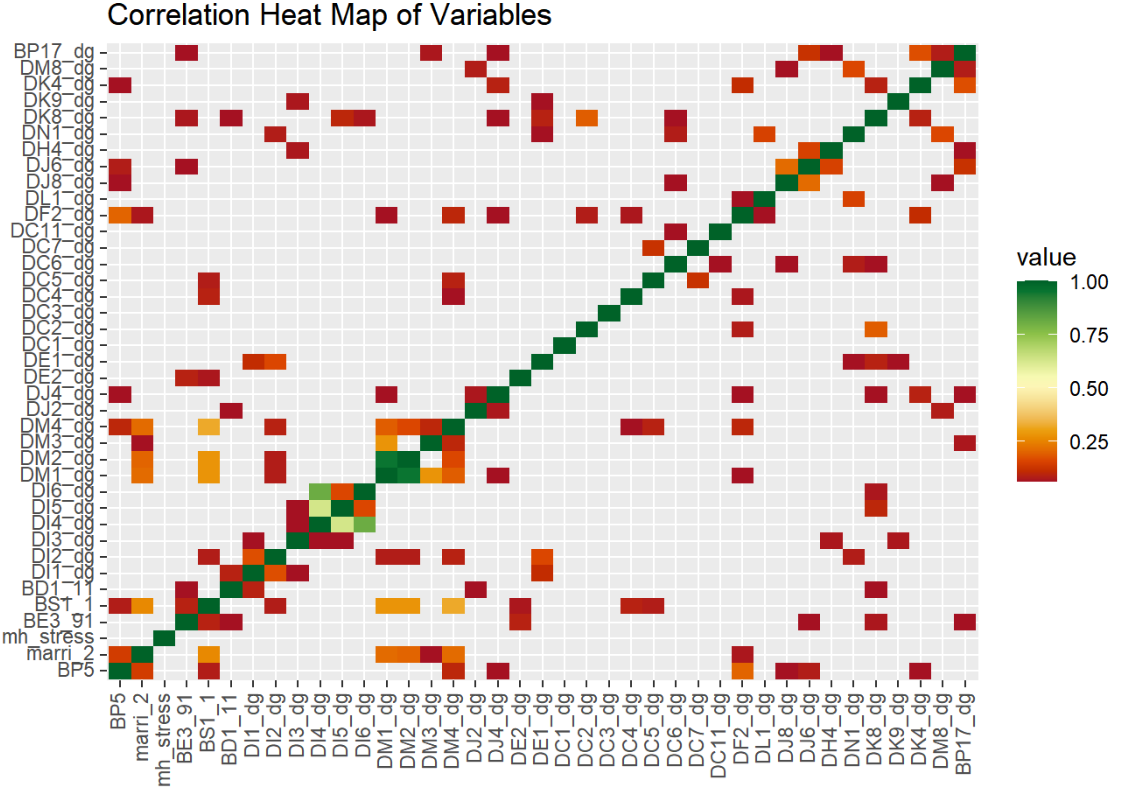 Correlation Heat Map of Variables
BP17_dg
DM8_dg
DK4_dg
DK9_dg
DK8_dg
DN1_dg
DH4_dg
DJ6_dg
DJ8_dg
DL1_dg
DF2_dg
DC11_dg
DC7_dg
DC6_dg
DC5_dg
DC4_dg
DC3_dg
DC2_dg
DC1_dg
DE1_dg
DE2_dg
DJ4_dg
DJ2_dg
DM4_dg
DM3_dg
DM2_dg
DM1_dg
DI6_dg
DI5_dg
DI4_dg
DI3_dg
DI2_dg
DI1_dg
BD1_11
BS1_1
BE3_91
mh_stress
marri_2
BP5
BP5
marri_2
mh_stress
BE3_91
BS1_1
BD1_11
DI1_dg
DI2_dg
DI3_dg
DI4_dg
DI5_dg
DI6_dg
DM1_dg
DM2_dg
DM3_dg
DM4_dg
DJ2_dg
DJ4_dg
DE2_dg
DE1_dg
DC1_dg
DC2_dg
DC3_dg
DC4_dg
DC5_dg
DC6_dg
DC7_dg
DC11_dg
DF2_dg
DL1_dg
DJ8_dg
DJ6_dg
DH4_dg
DN1_dg
DK8_dg
DK9_dg
DK4_dg
DM8_dg
BP17_dg
value
1.00
0.75
0.50
0.25